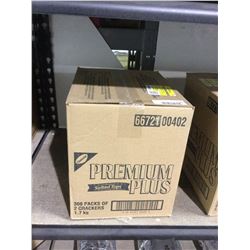 66721 00402
PREMIUM
Salted Tops
PLUS
300 PACKS OF
2 CRACKERS
1.7 kg